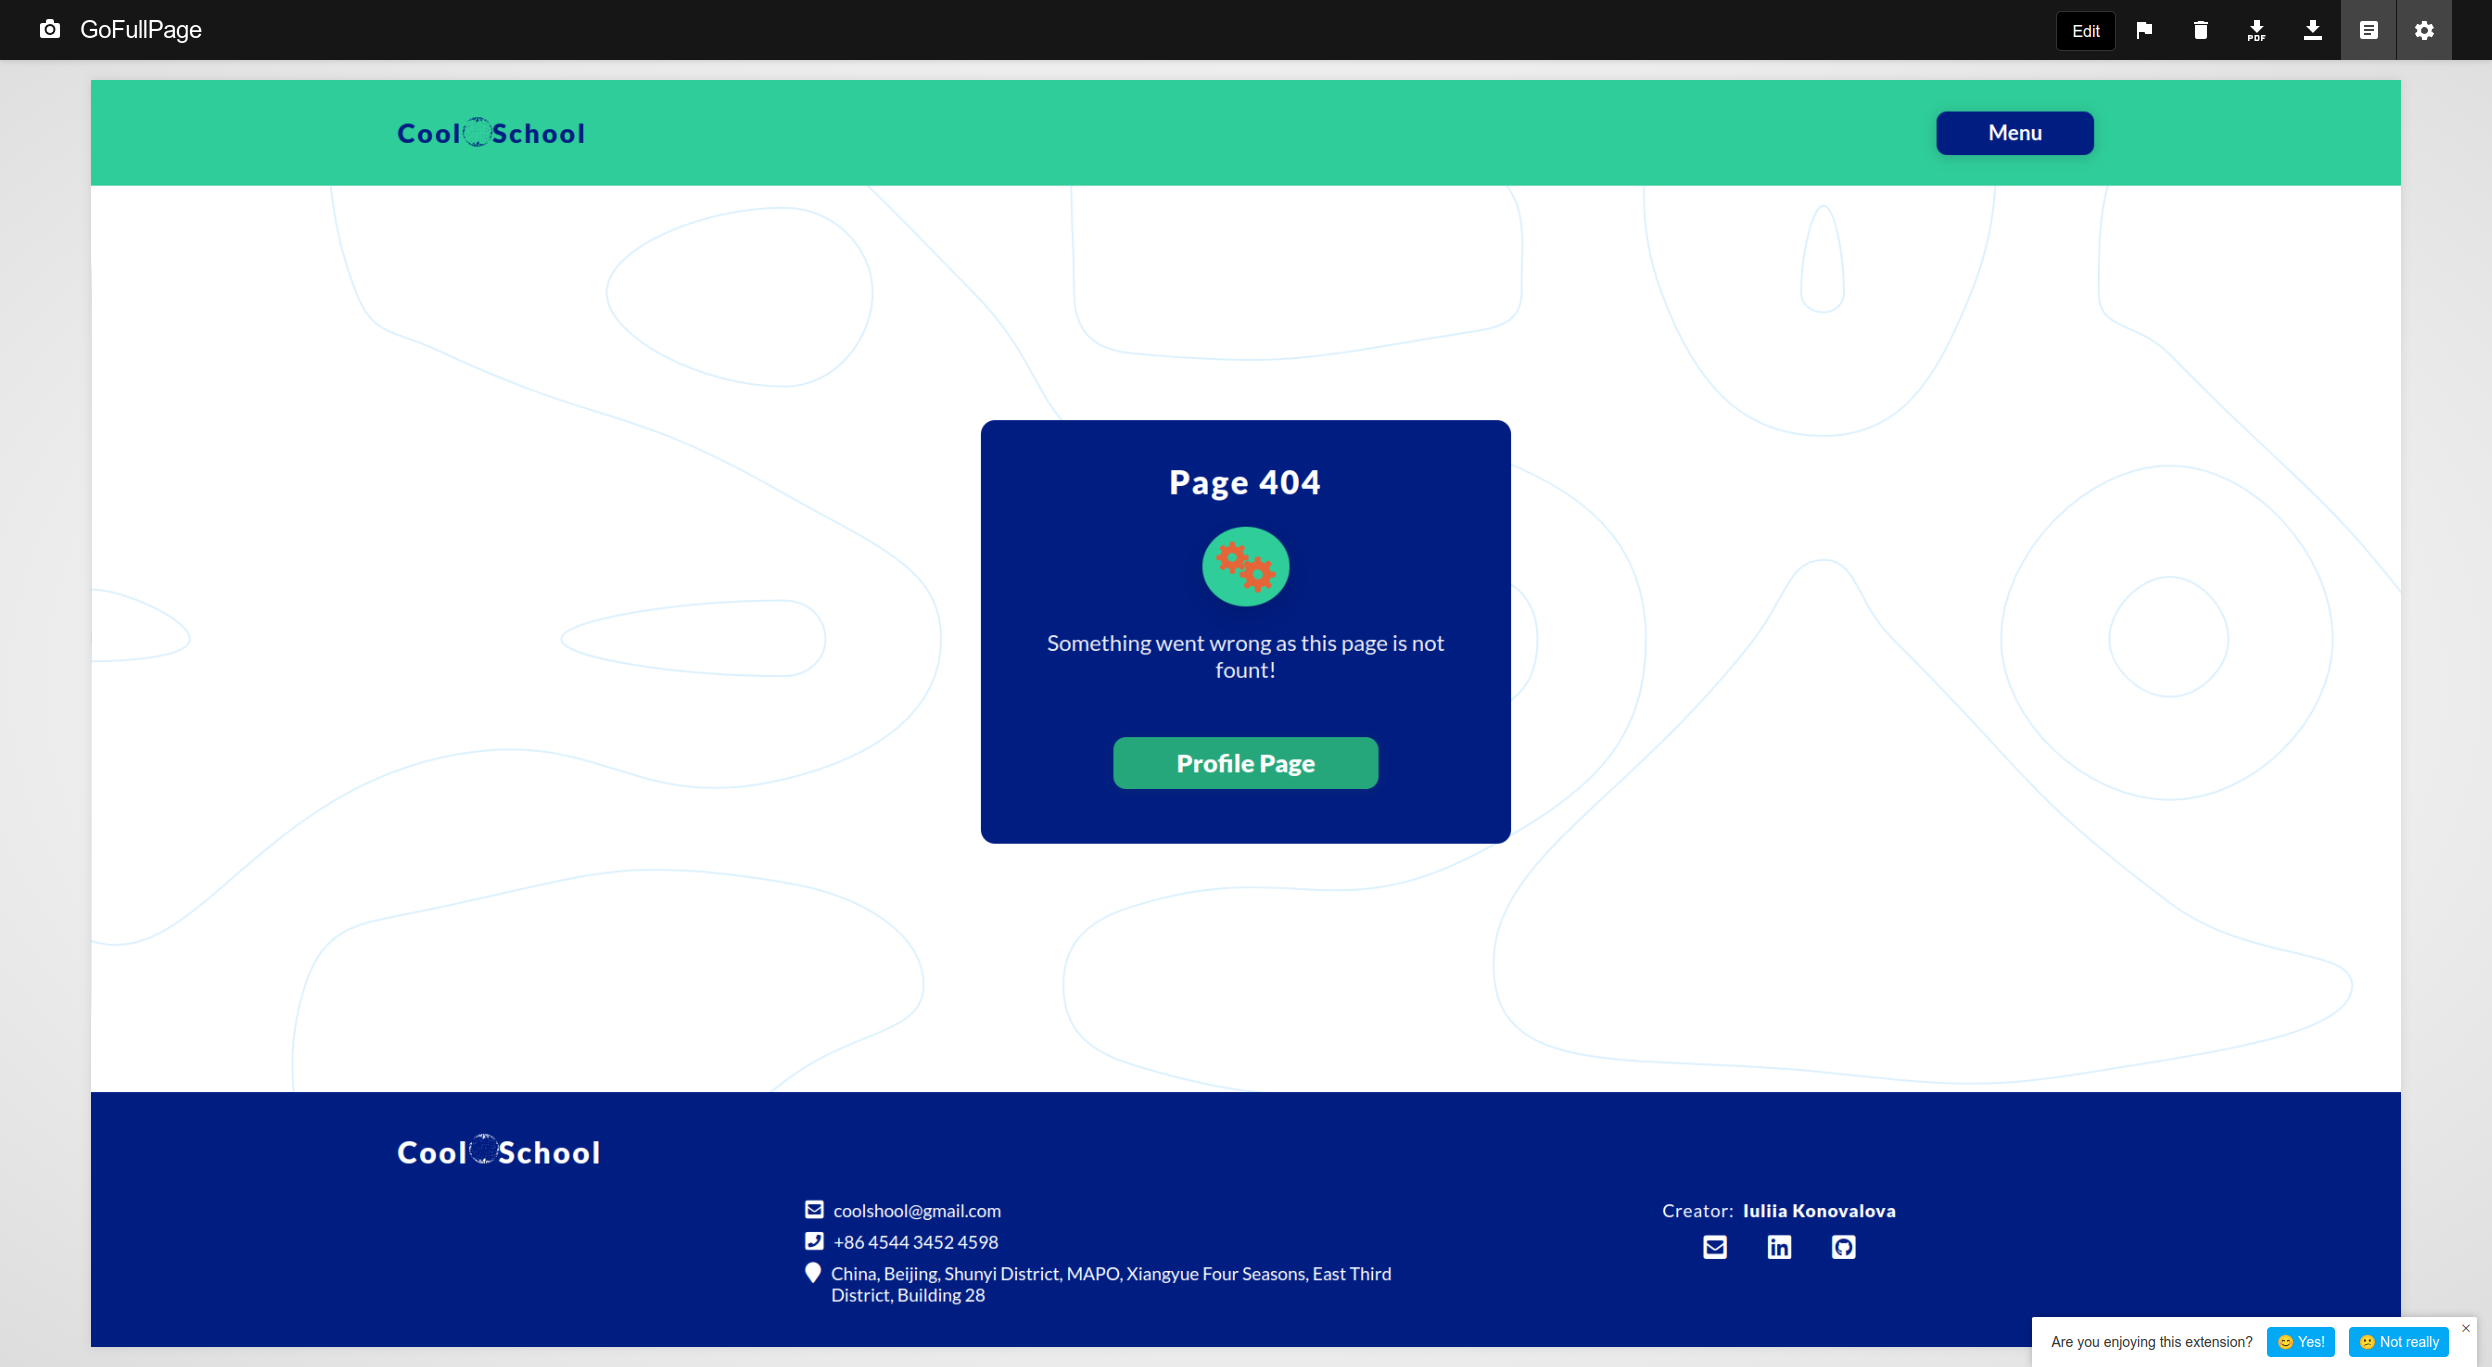 GoFullPage
Edit
PDF
Cool School
Menu
Page 404
Something went wrong as this page is not
fount!
Profile Page
Cool School
coolshool@gmail.com
+86 4544 3452 4598
China, Beijing, Shunyi District, MAPO, Xiangyue Four Seasons, East Third
District, Building 28
Creator: Iuliia Konovalova
in
Are you enjoying this extension? 😊 Yes! 😕 Not really ×